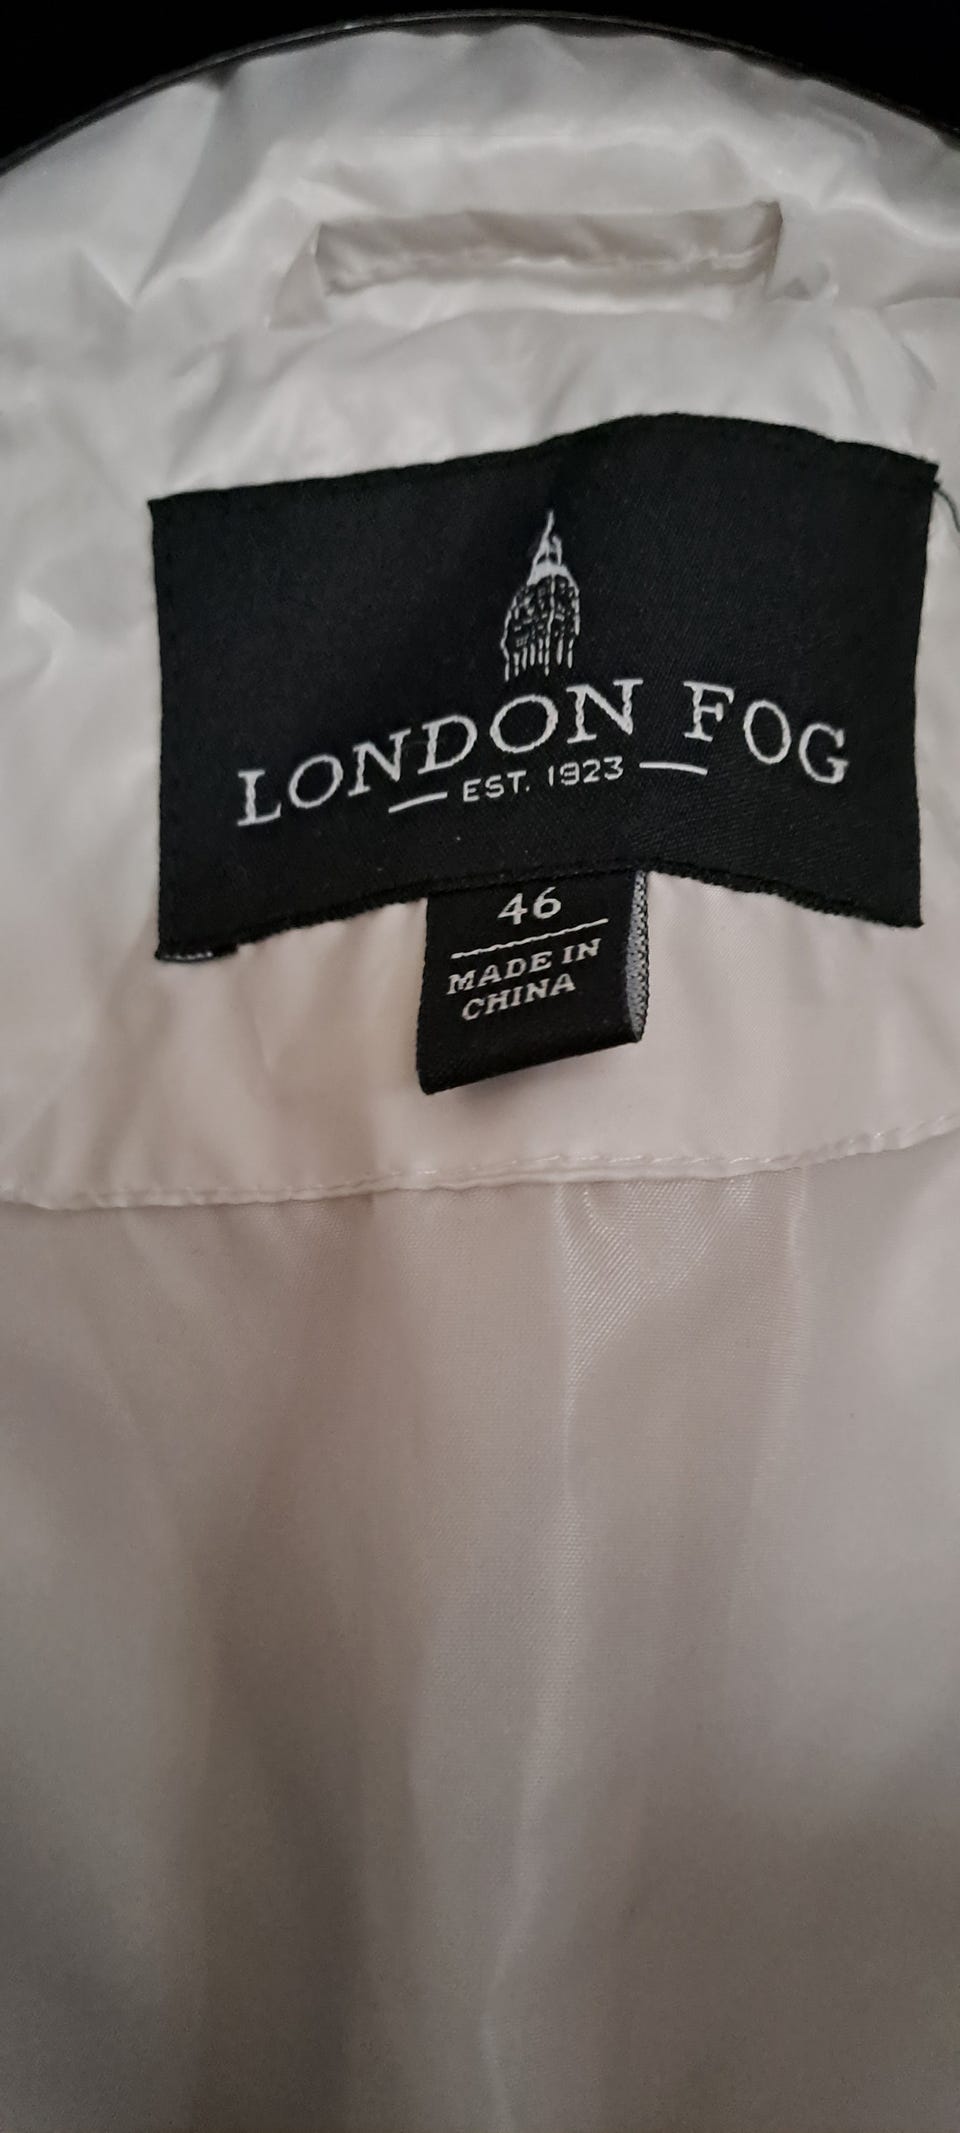 LONDON FOG
EST. 1923
46
MADE IN
CHINA